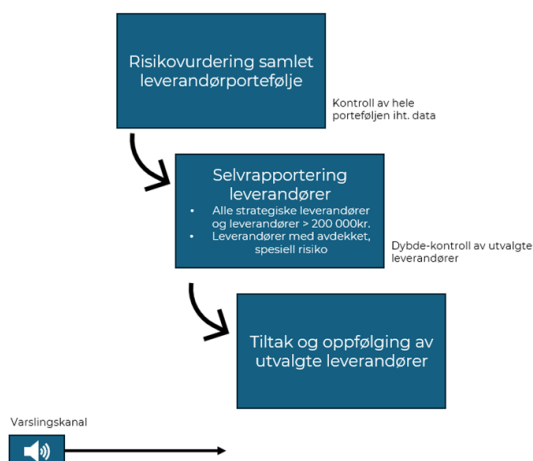 Risikovurdering samlet
leverandørportefølje
Kontroll av hele
porteføljen iht. data
Selvrapportering
leverandører
• Alle strategiske leverandører
og leverandører > 200 000kr.
• Leverandører med avdekket,
spesiell risiko
Dybde-kontroll av utvalgte
leverandører
Tiltak og oppfølging av
utvalgte leverandører
Varslingskanal